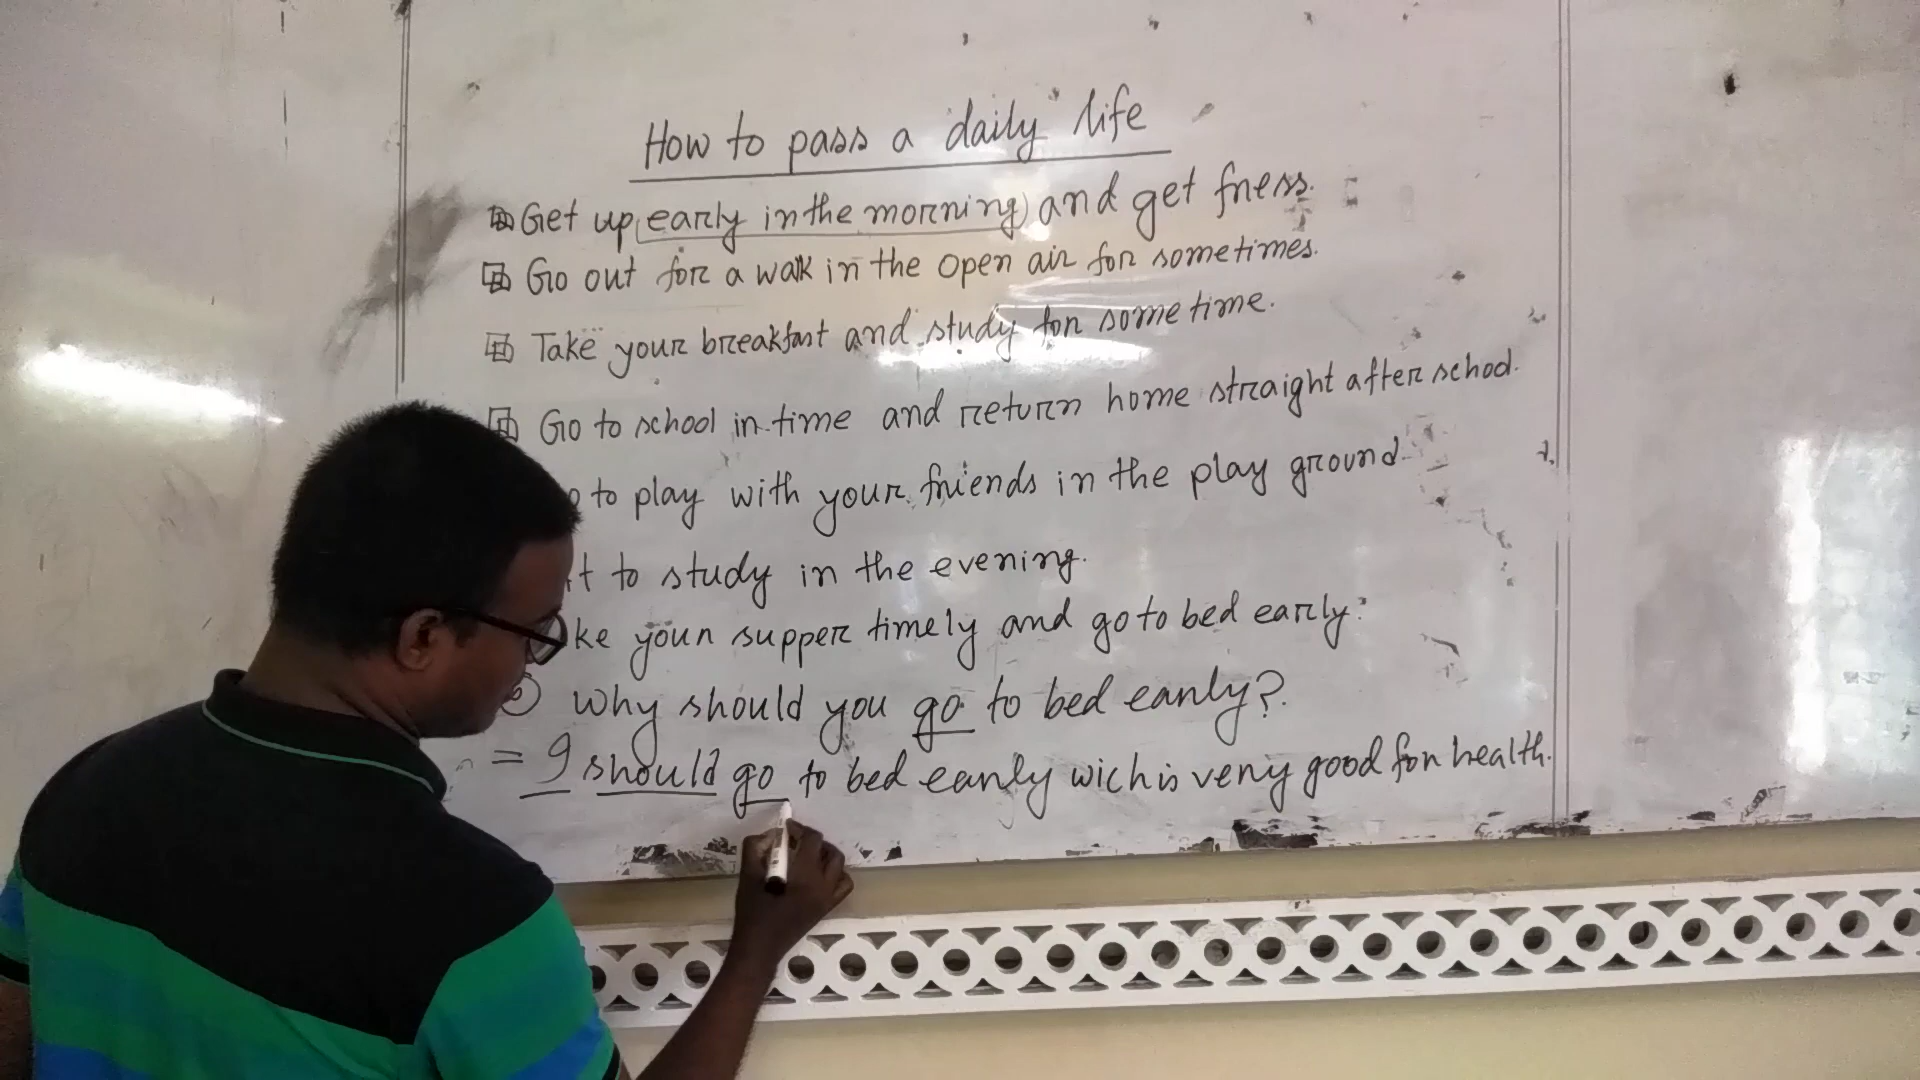 How to pass a daily life
Get up (early in the morning) and get fress.
Go out for a walk in the open air for sometimes.
Take your breakfast and study for some time.
Go to school in time and return home straight after school.
to play with your friends in the play ground.
to study in the evening.
your supper timely and go to bed early.
Why should you go to bed early?
= I should go to bed early wich is very good for health.